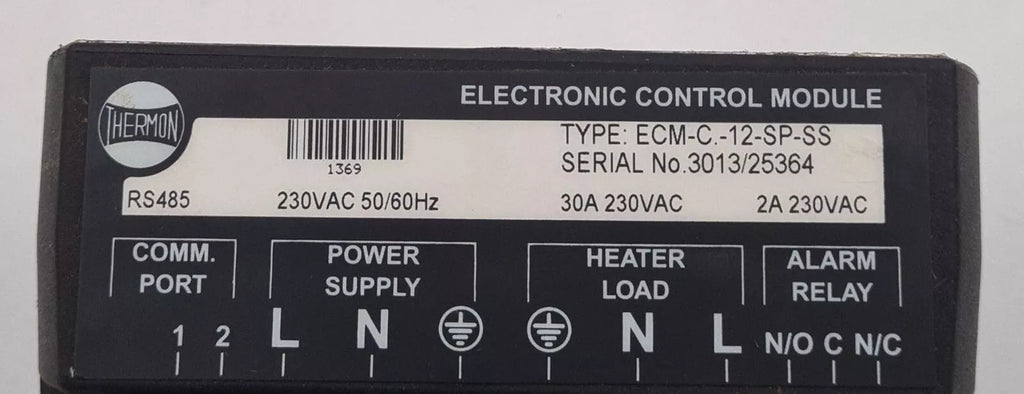 ELECTRONIC CONTROL MODULE
THERMON
TYPE: ECM-C.-12-SP-SS
1369
SERIAL No.3013/25364
RS485 230VAC 50/60Hz 30A 230VAC 2A 230VAC
COMM. PORT
POWER SUPPLY
HEATER LOAD
ALARM RELAY
1 2 L N N L N/O C N/C